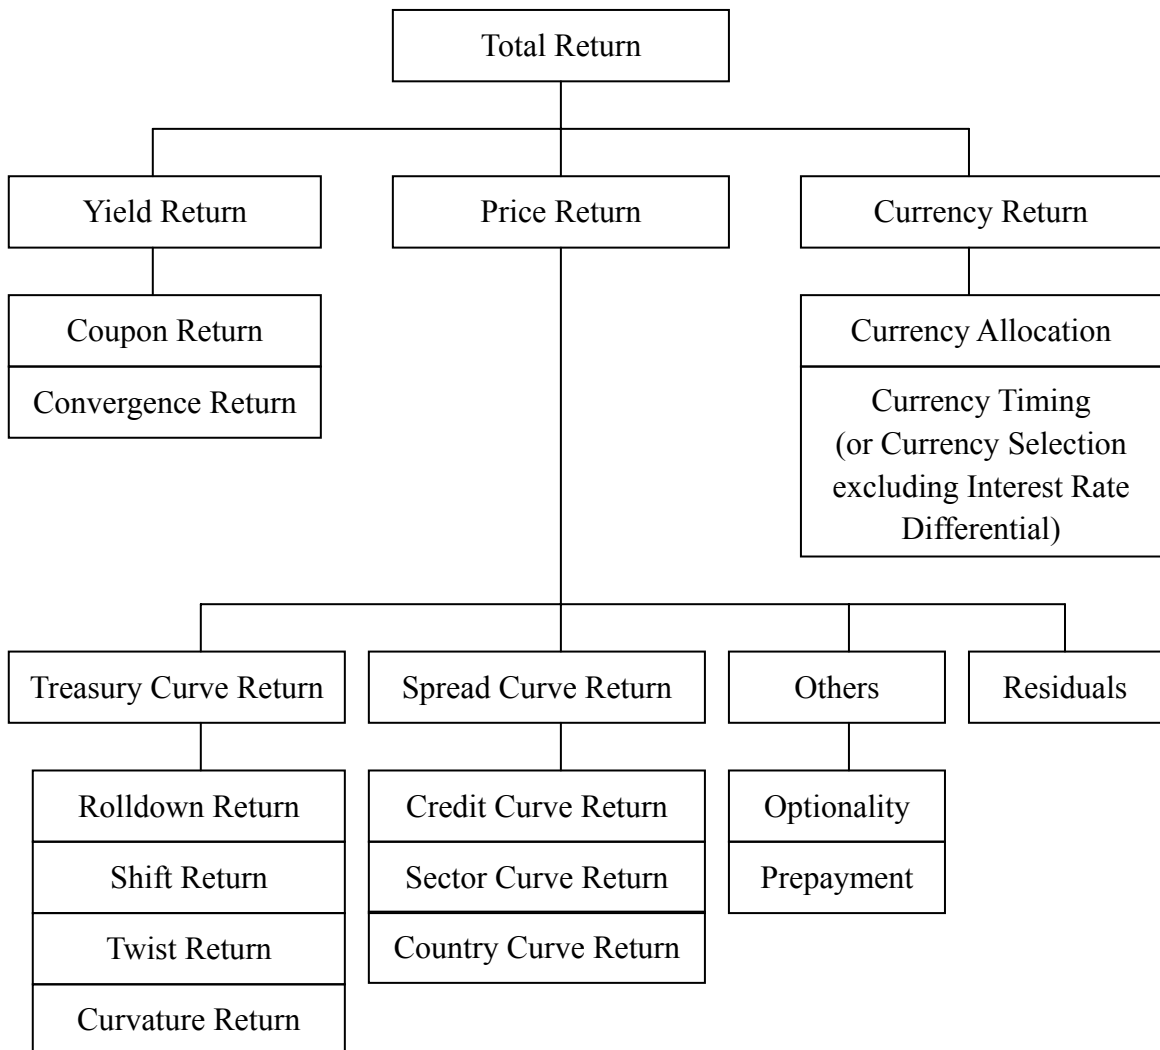 Total Return
Yield Return
Price Return
Currency Return
Coupon Return
Convergence Return
Currency Allocation
Currency Timing
(or Currency Selection
excluding Interest Rate
Differential)
Treasury Curve Return
Spread Curve Return
Others
Residuals
Rolldown Return
Shift Return
Twist Return
Curvature Return
Credit Curve Return
Sector Curve Return
Country Curve Return
Optionality
Prepayment